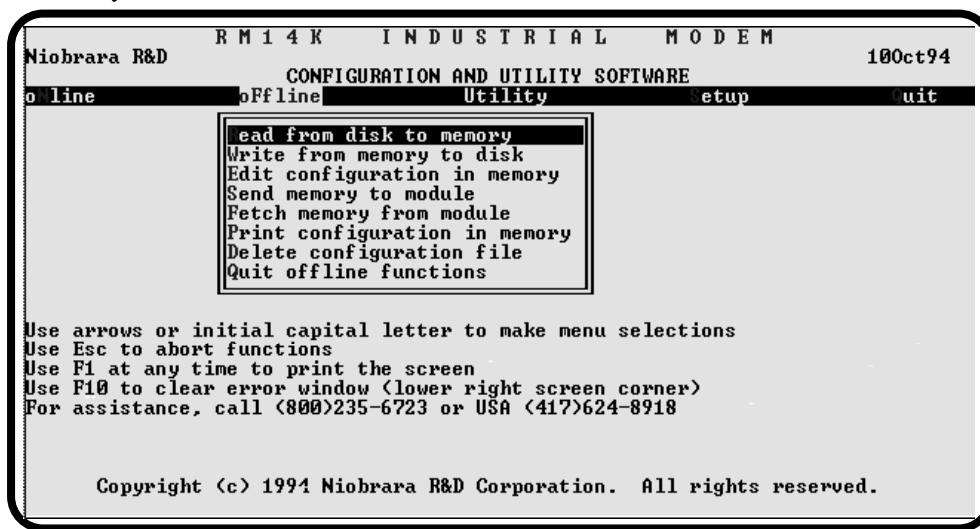 R M 1 4 K I N D U S T R I A L M O D E M
Niobrara R&D 10Oct94
CONFIGURATION AND UTILITY SOFTWARE
oNline oFfline Utility Setup Quit
Read from disk to memory
Write from memory to disk
Edit configuration in memory
Send memory to module
Fetch memory from module
Print configuration in memory
Delete configuration file
Quit offline functions
Use arrows or initial capital letter to make menu selections
Use Esc to abort functions
Use F1 at any time to print the screen
Use F10 to clear error window (lower right screen corner)
For assistance, call (800)235-6723 or USA (417)624-8918
Copyright (c) 1994 Niobrara R&D Corporation. All rights reserved.